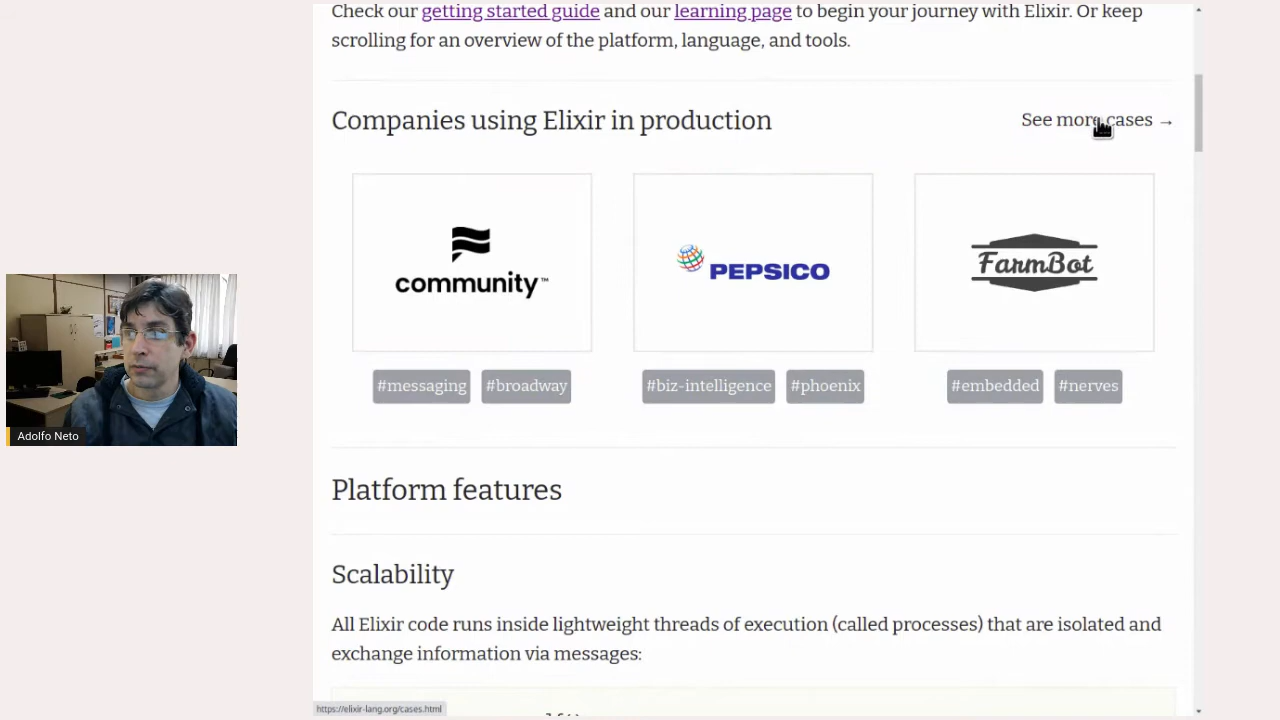 Check our getting started guide and our learning page to begin your journey with Elixir. Or keep
scrolling for an overview of the platform, language, and tools.
Companies using Elixir in production
See more cases →
community™
PEPSICO
FarmBot
#messaging #broadway
#biz-intelligence #phoenix
#embedded #nerves
Adolfo Neto
Platform features
Scalability
All Elixir code runs inside lightweight threads of execution (called processes) that are isolated and
exchange information via messages:
https://elixir-lang.org/cases.html